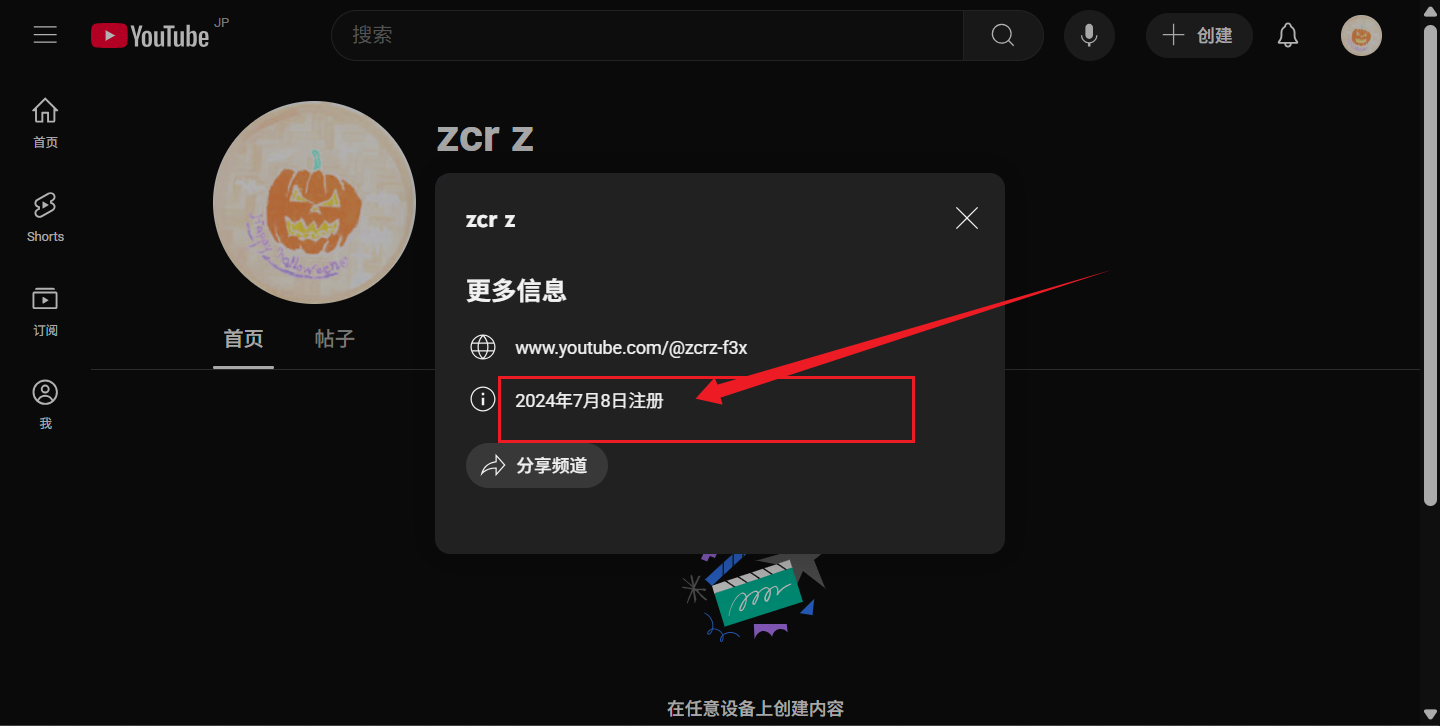 YouTube JP
搜索
创建
首页
Shorts
订阅
我
zcr z
Happy Halloween
首页
帖子
zcr z
更多信息
www.youtube.com/@zcrz-f3x
2024年7月8日注册
分享频道
在任意设备上创建内容